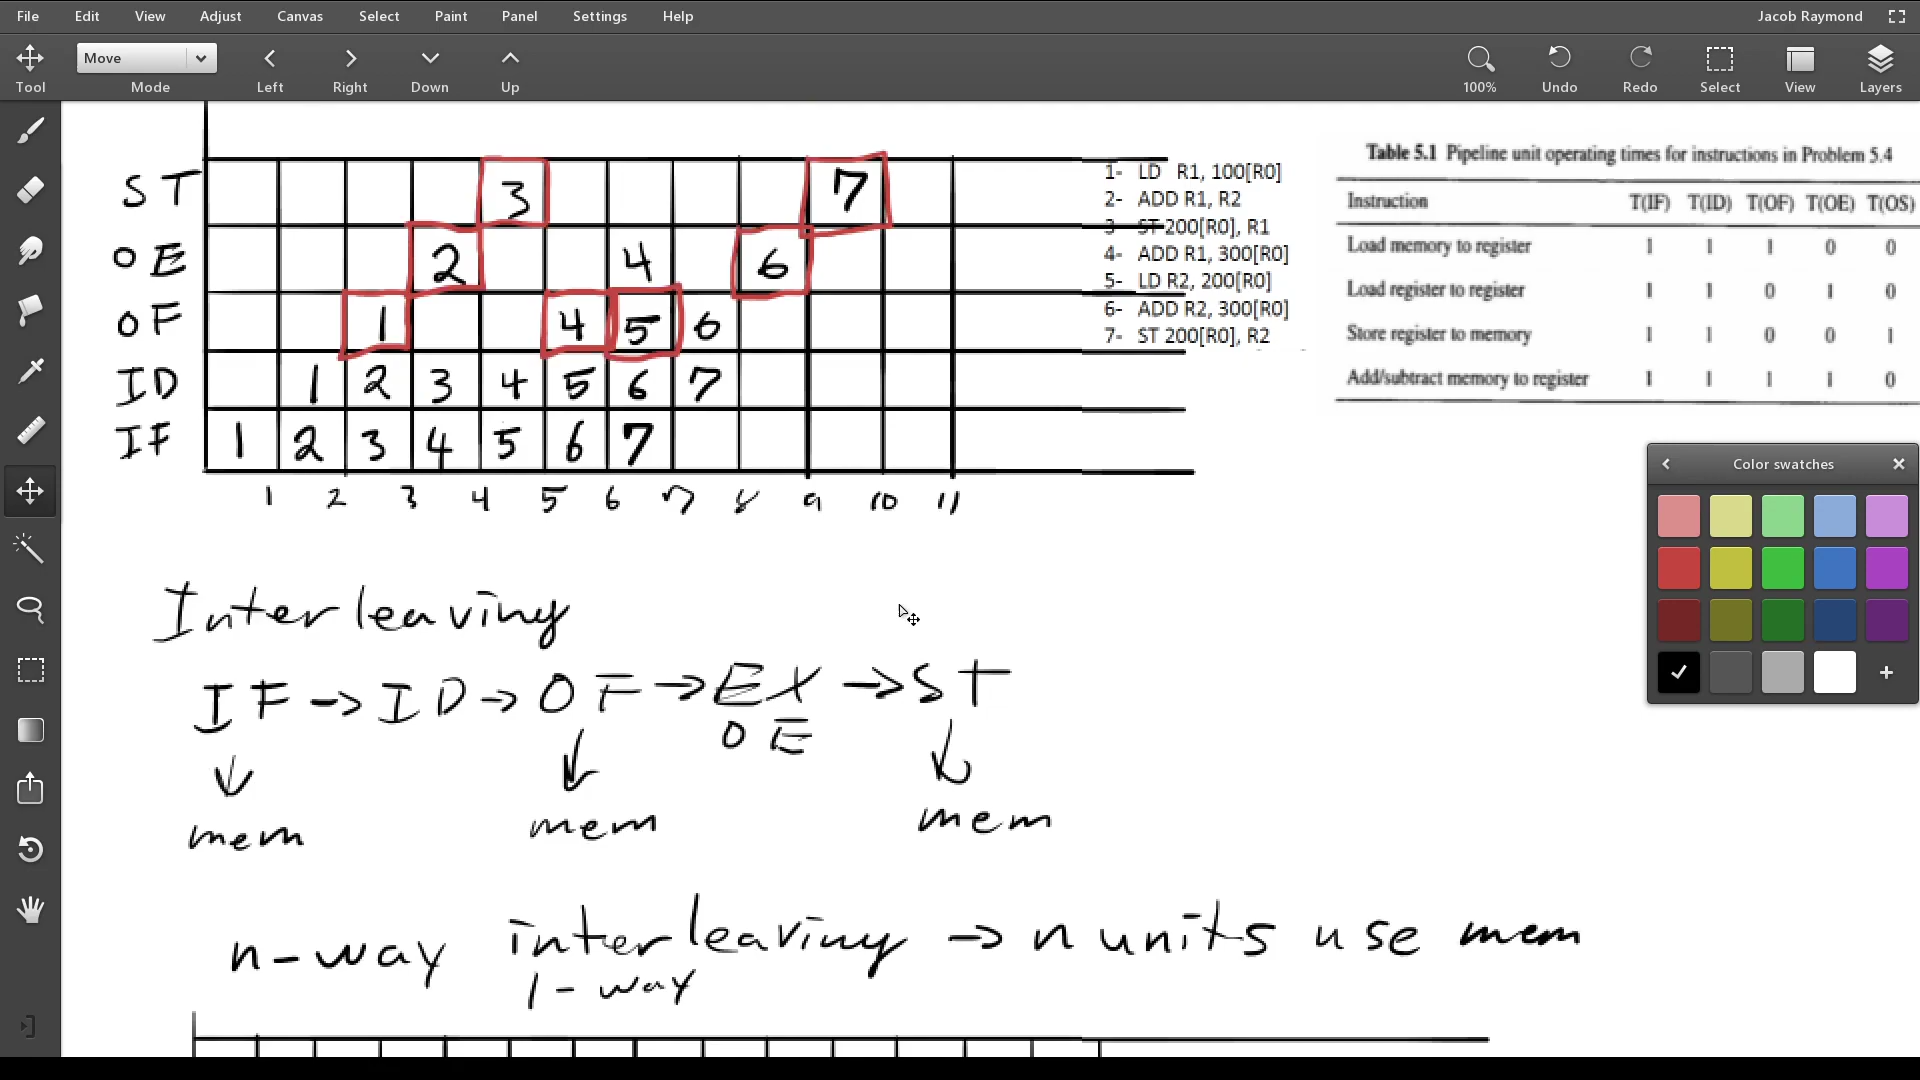 File Edit View Adjust Canvas Select Paint Panel Settings Help Jacob Raymond
Move
Tool Mode Left Right Down Up 100% Undo Redo Select View Layers
ST 3 7
OE 2 4 6
OF 1 4 5 6
ID 1 2 3 4 5 6 7
IF 1 2 3 4 5 6 7
1 2 3 4 5 6 7 8 9 10 11
1- LD R1, 100[R0]
2- ADD R1, R2
3- ST 200[R0], R1
4- ADD R1, 300[R0]
5- LD R2, 200[R0]
6- ADD R2, 300[R0]
7- ST 200[R0], R2
Table 5.1 Pipeline unit operating times for instructions in Problem 5.4
Instruction T(IF) T(ID) T(OF) T(OE) T(OS)
Load memory to register 1 1 1 0 0
Load register to register 1 1 0 1 0
Store register to memory 1 1 0 0 1
Add/subtract memory to register 1 1 1 1 0
Color swatches
Interleaving
IF -> ID -> OF -> EX -> ST
OE
mem mem mem
n-way interleaving -> n units use mem
1-way